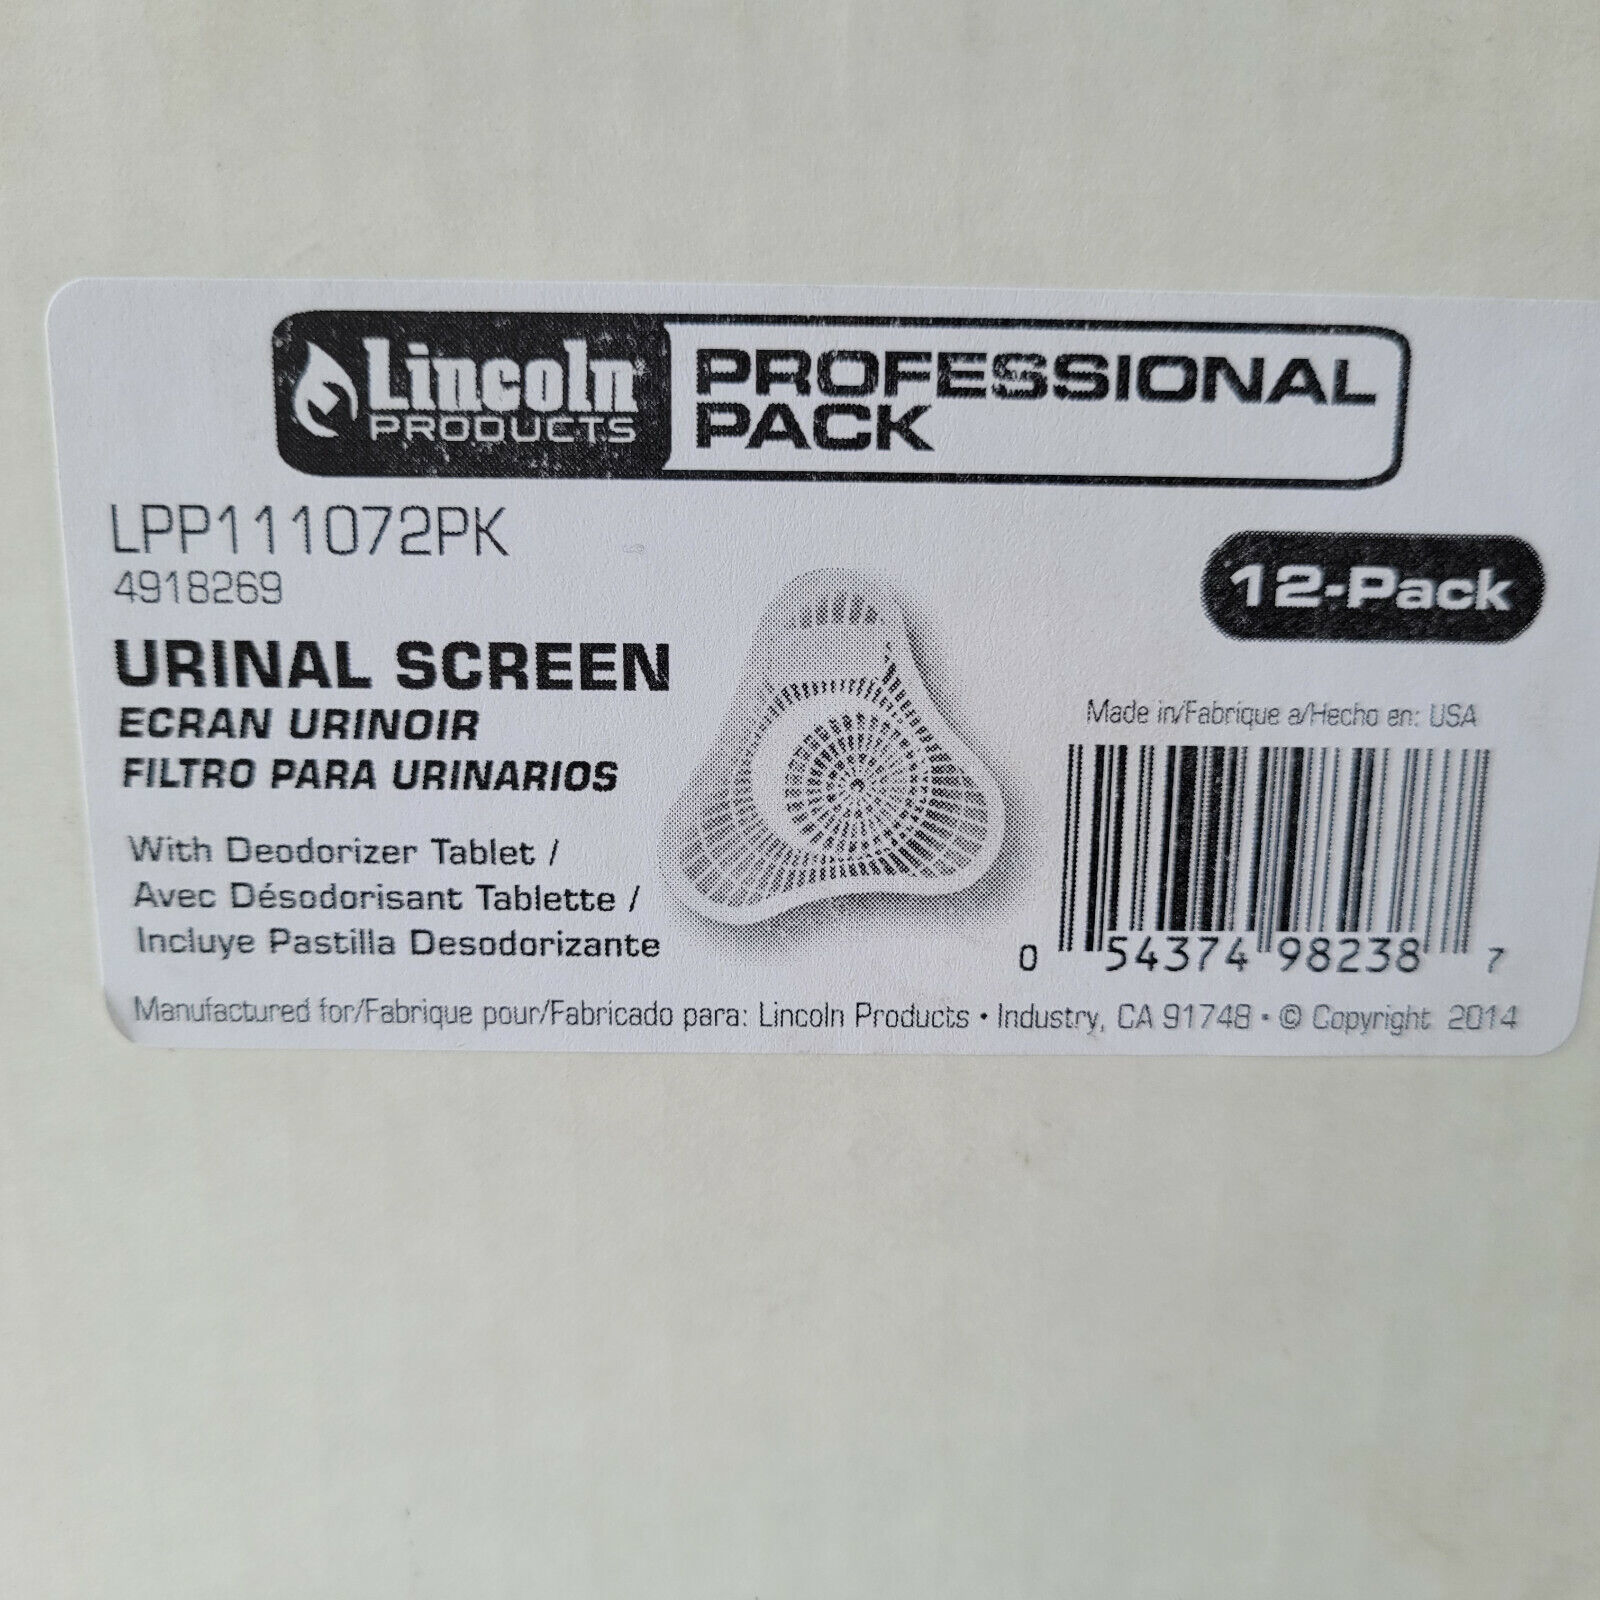 Lincoln
PRODUCTS
PROFESSIONAL
PACK
LPP111072PK
4918269
12-Pack
URINAL SCREEN
ECRAN URINOIR
FILTRO PARA URINARIOS
With Deodorizer Tablet /
Avec Désodorisant Tablette /
Incluye Pastilla Desodorizante
Made in/Fabrique a/Hecho en: USA
0 54374 98238 7
Manufactured for/Fabrique pour/Fabricado para: Lincoln Products • Industry, CA 91748 • © Copyright 2014